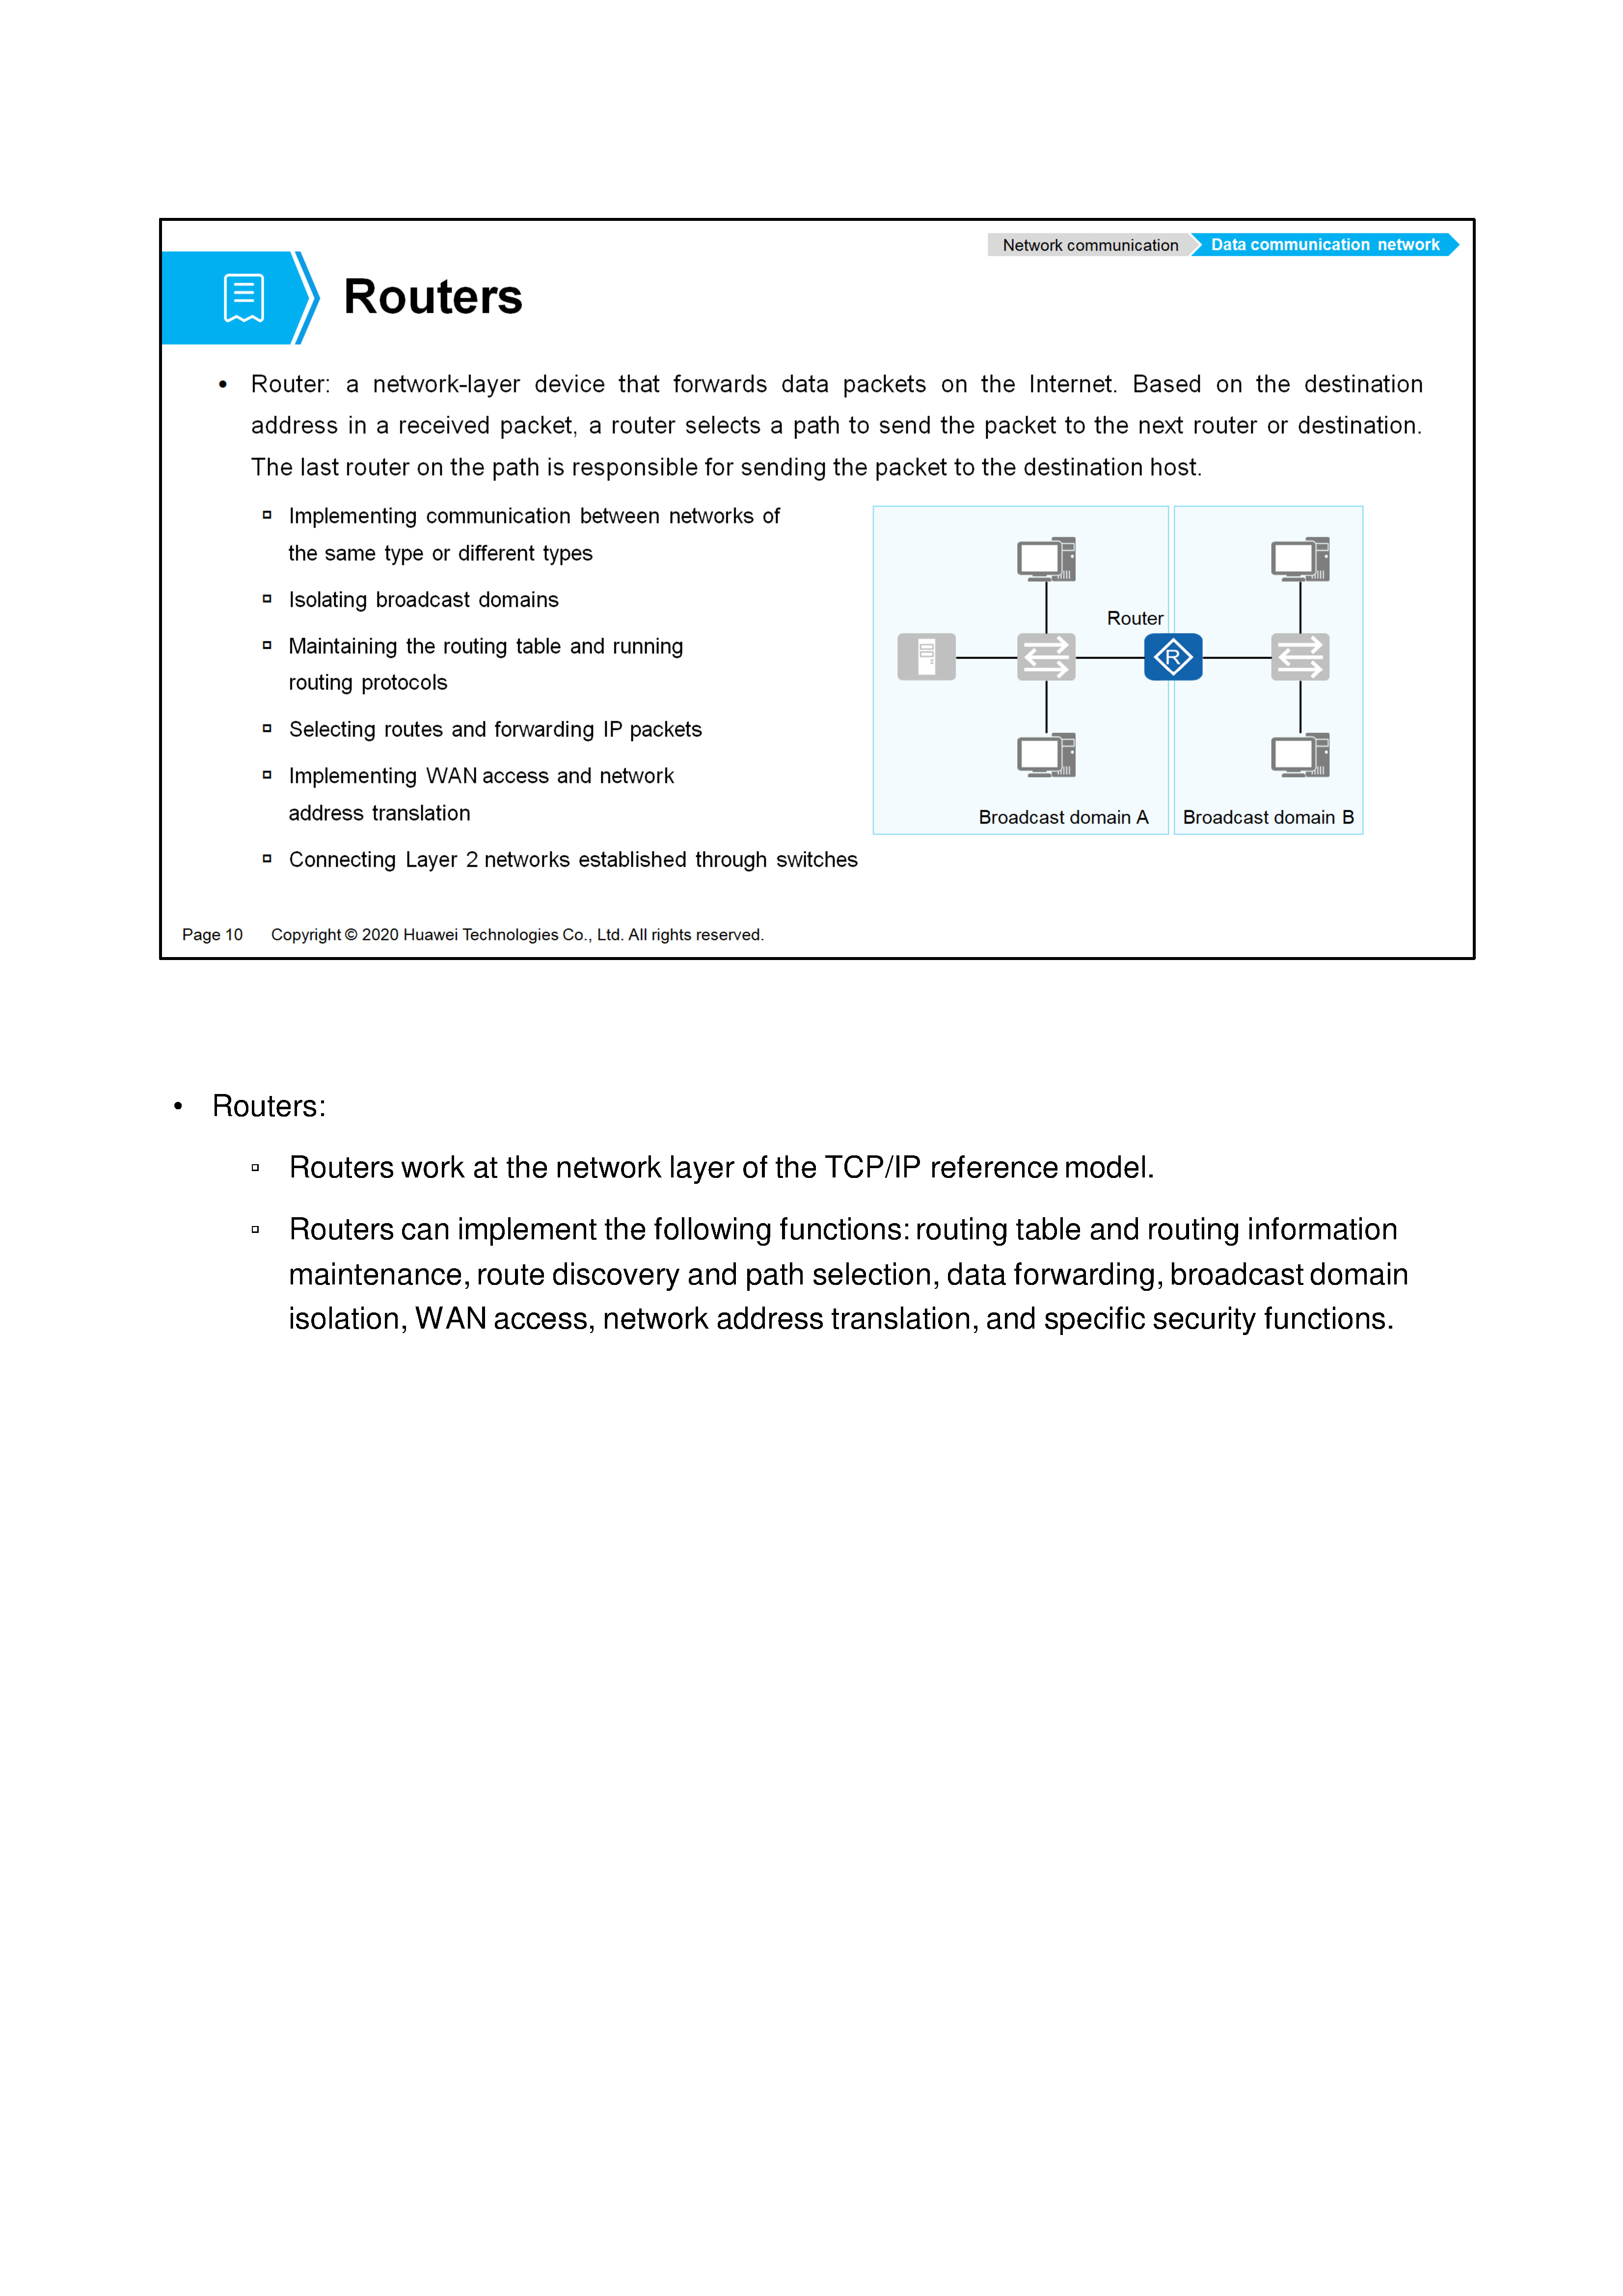 Network communication
Data communication network
Routers
• Router: a network-layer device that forwards data packets on the Internet. Based on the destination
address in a received packet, a router selects a path to send the packet to the next router or destination.
The last router on the path is responsible for sending the packet to the destination host.
▫ Implementing communication between networks of
the same type or different types
▫ Isolating broadcast domains
▫ Maintaining the routing table and running
routing protocols
▫ Selecting routes and forwarding IP packets
▫ Implementing WAN access and network
address translation
▫ Connecting Layer 2 networks established through switches
Router
R
Broadcast domain A
Broadcast domain B
Page 10 Copyright © 2020 Huawei Technologies Co., Ltd. All rights reserved.
• Routers:
▫ Routers work at the network layer of the TCP/IP reference model.
▫ Routers can implement the following functions: routing table and routing information
maintenance, route discovery and path selection, data forwarding, broadcast domain
isolation, WAN access, network address translation, and specific security functions.